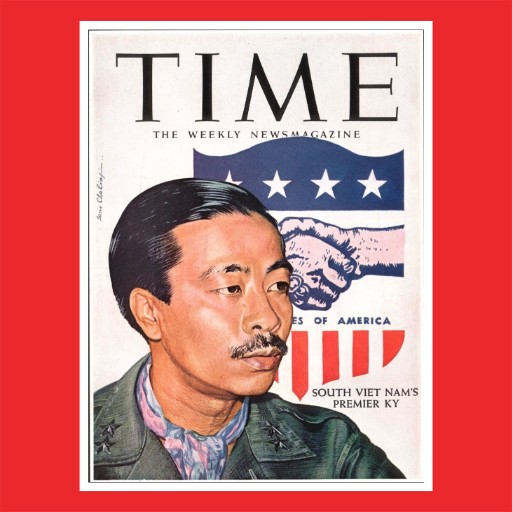 TIME
THE WEEKLY NEWSMAGAZINE
ES OF AMERICA
SOUTH VIET NAM'S
PREMIER KY